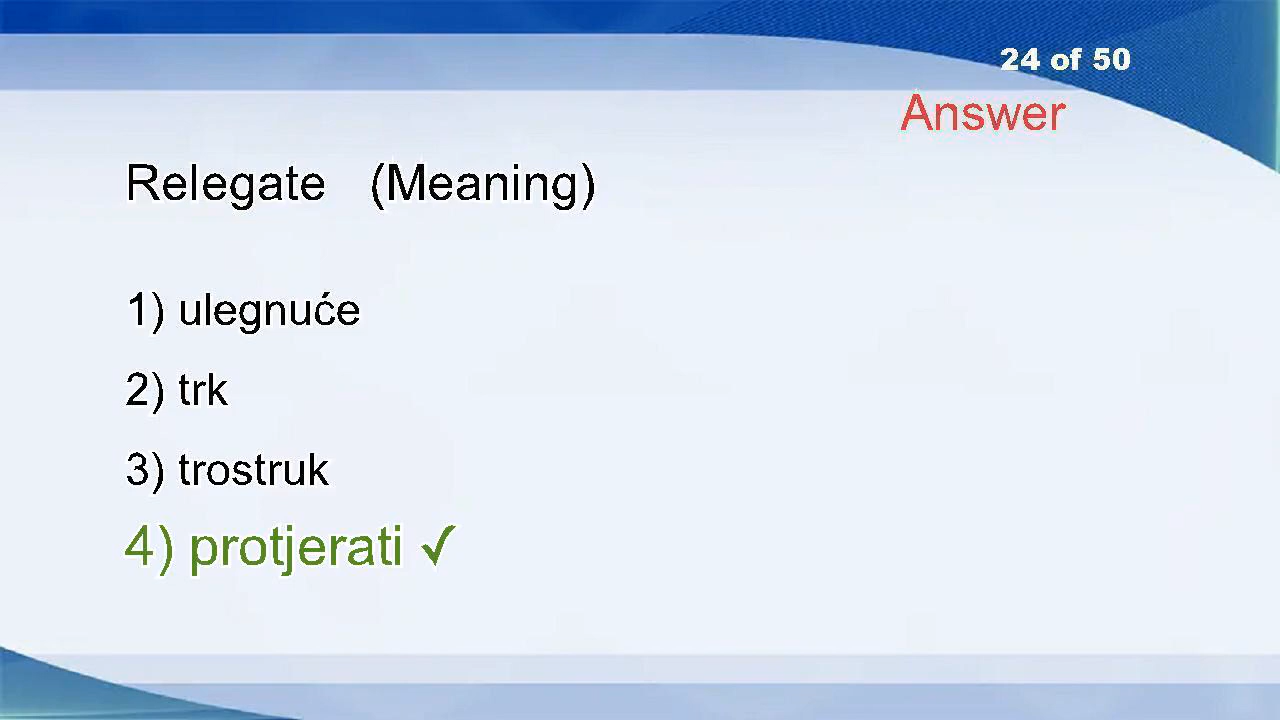 24 of 50
Answer
Relegate (Meaning)
1) ulegnuće
2) trk
3) trostruk
4) protjerati ✓